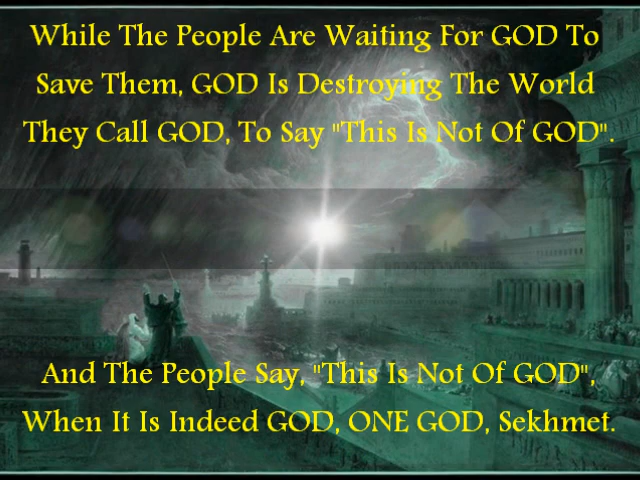 While The People Are Waiting For GOD To
Save Them, GOD Is Destroying The World
They Call GOD, To Say "This Is Not Of GOD".
And The People Say, "This Is Not Of GOD",
When It Is Indeed GOD, ONE GOD, Sekhmet.